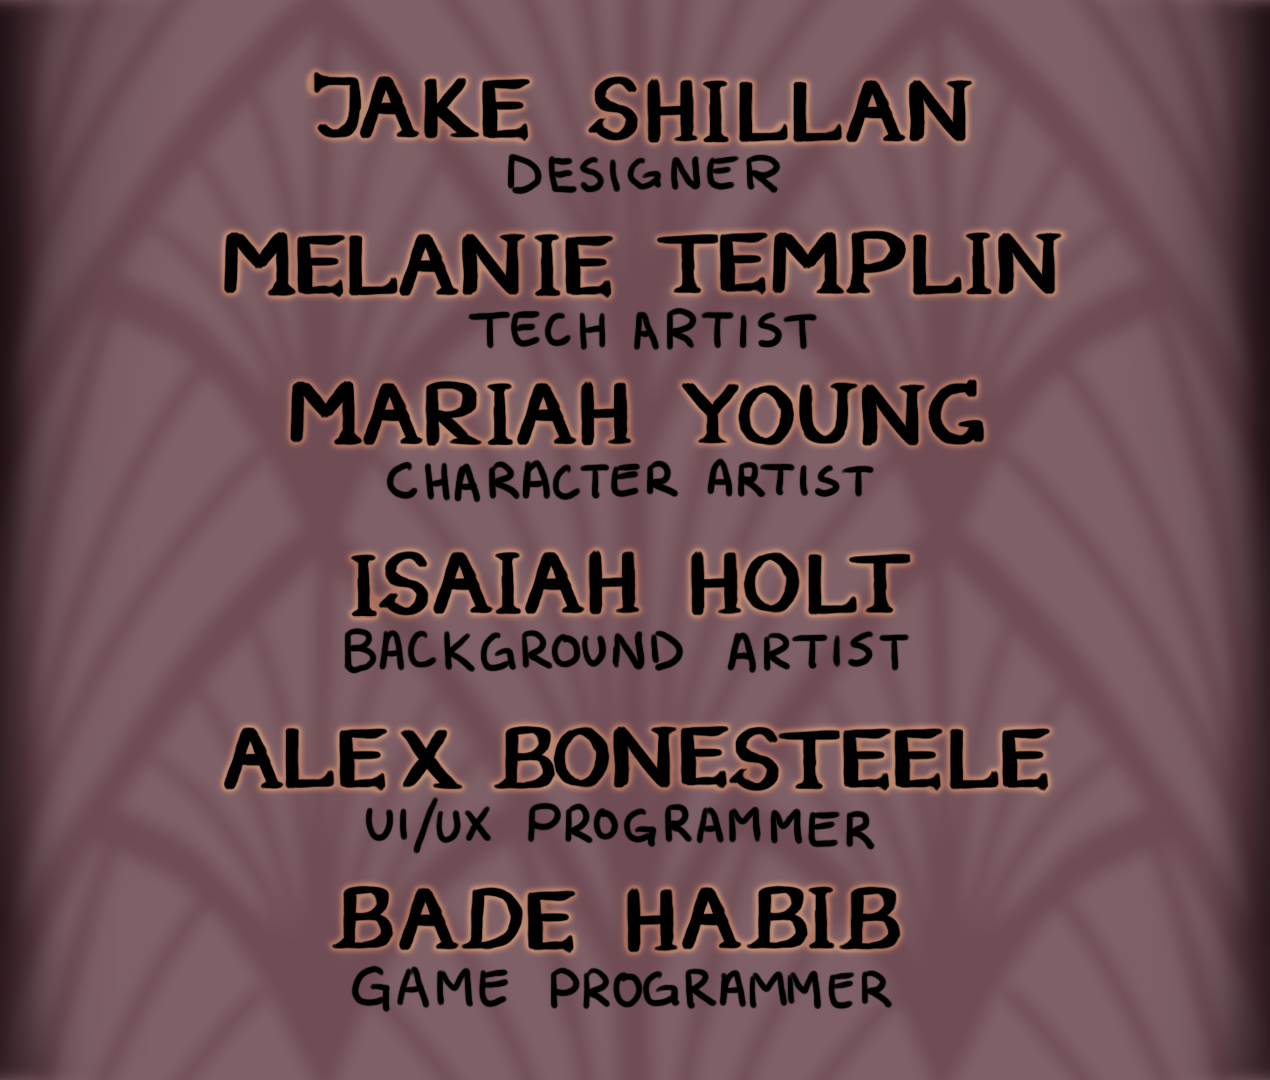 JAKE SHILLAN
DESIGNER
MELANIE TEMPLIN
TECH ARTIST
MARIAH YOUNG
CHARACTER ARTIST
ISAIAH HOLT
BACKGROUND ARTIST
ALEX BONESTEELE
UI/UX PROGRAMMER
BADE HABIB
GAME PROGRAMMER